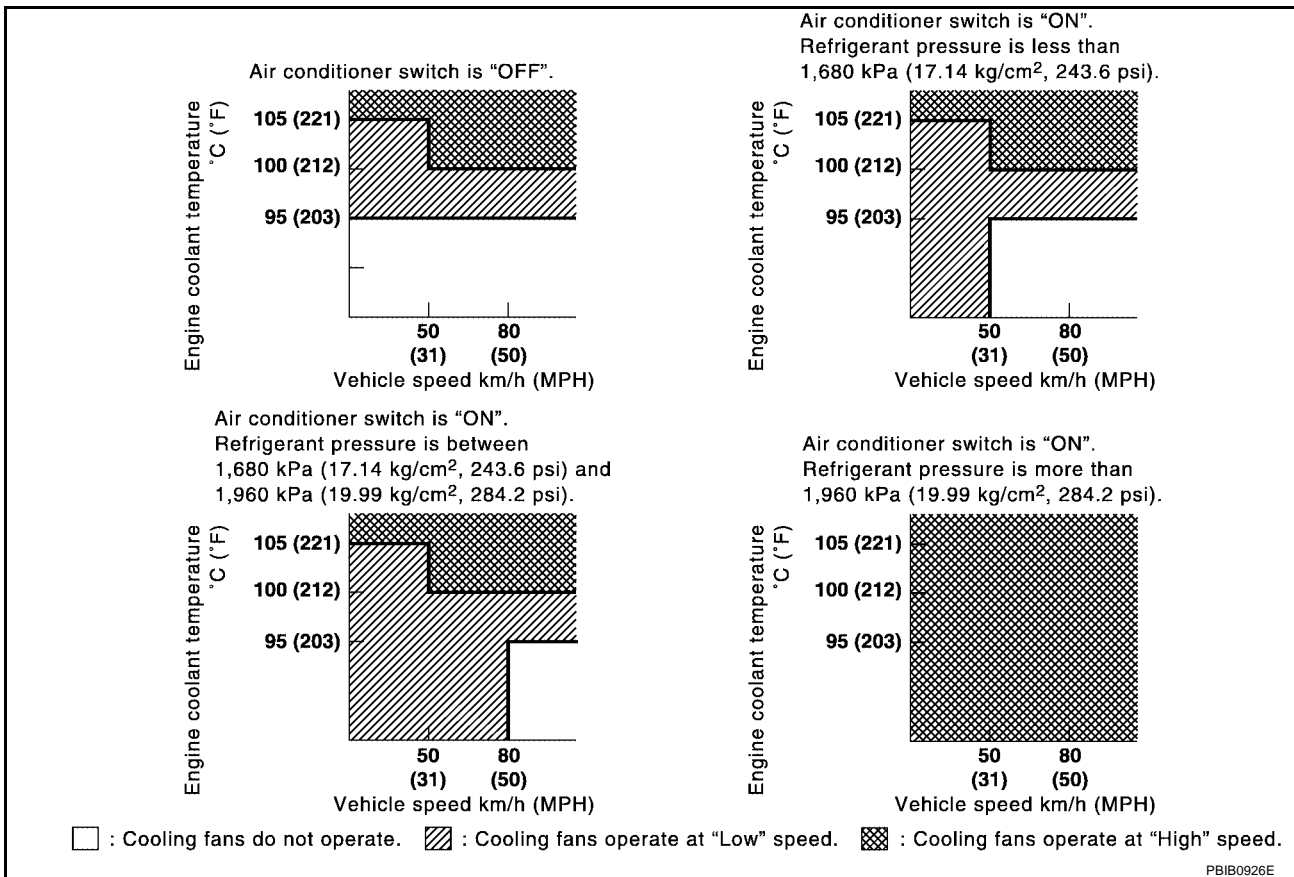 Air conditioner switch is “OFF”.
Engine coolant temperature
°C (°F)
105 (221)
100 (212)
95 (203)
50
(31)
80
(50)
Vehicle speed km/h (MPH)
Air conditioner switch is “ON”.
Refrigerant pressure is less than
1,680 kPa (17.14 kg/cm², 243.6 psi).
Engine coolant temperature
°C (°F)
105 (221)
100 (212)
95 (203)
50
(31)
80
(50)
Vehicle speed km/h (MPH)
Air conditioner switch is “ON”.
Refrigerant pressure is between
1,680 kPa (17.14 kg/cm², 243.6 psi) and
1,960 kPa (19.99 kg/cm², 284.2 psi).
Engine coolant temperature
°C (°F)
105 (221)
100 (212)
95 (203)
50
(31)
80
(50)
Vehicle speed km/h (MPH)
Air conditioner switch is “ON”.
Refrigerant pressure is more than
1,960 kPa (19.99 kg/cm², 284.2 psi).
Engine coolant temperature
°C (°F)
105 (221)
100 (212)
95 (203)
50
(31)
80
(50)
Vehicle speed km/h (MPH)
: Cooling fans do not operate.
: Cooling fans operate at “Low” speed.
: Cooling fans operate at “High” speed.
PBIB0926E